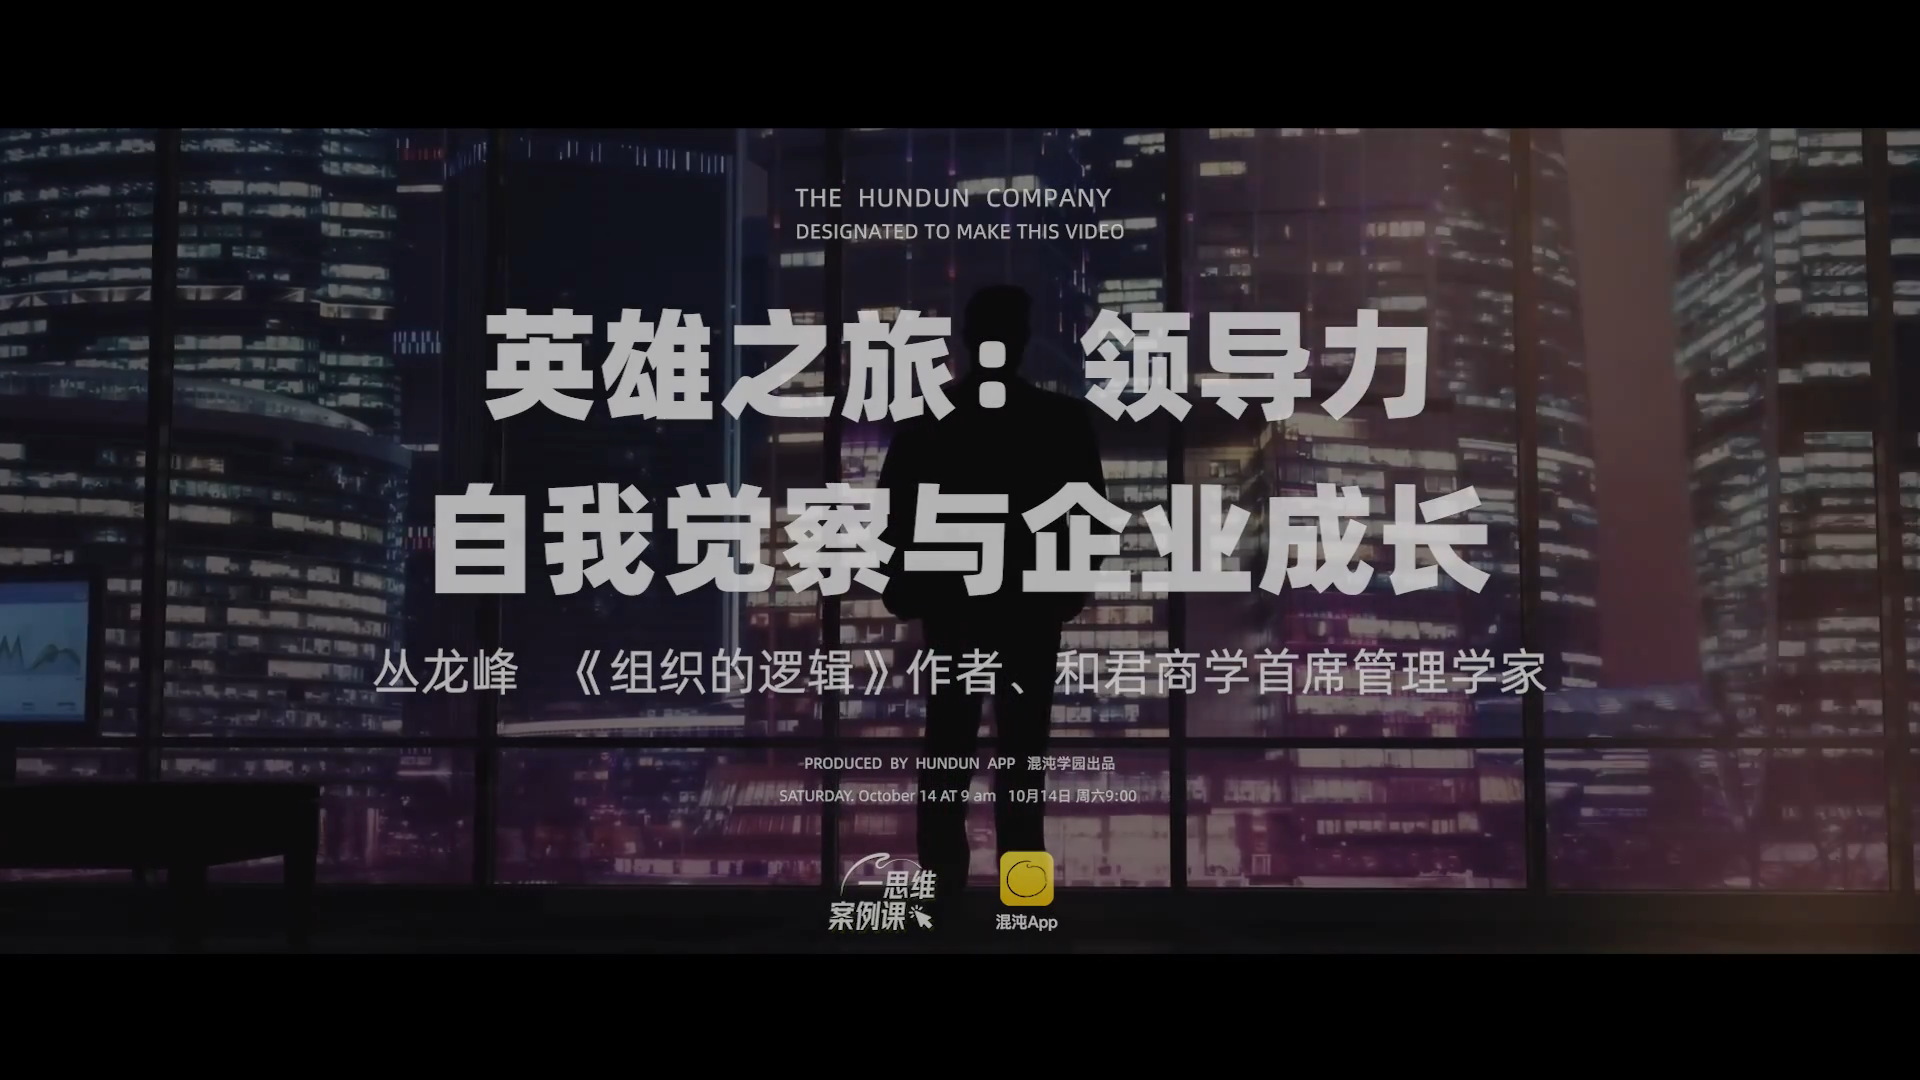 THE HUNDUN COMPANY
DESIGNATED TO MAKE THIS VIDEO
英雄之旅：领导力
自我觉察与企业成长
丛龙峰 《组织的逻辑》作者、和君商学首席管理学家
PRODUCED BY HUNDUN APP 混沌学园出品
SATURDAY. October 14 AT 9 am 10月14日 周六9:00
一思维
案例课
混沌App